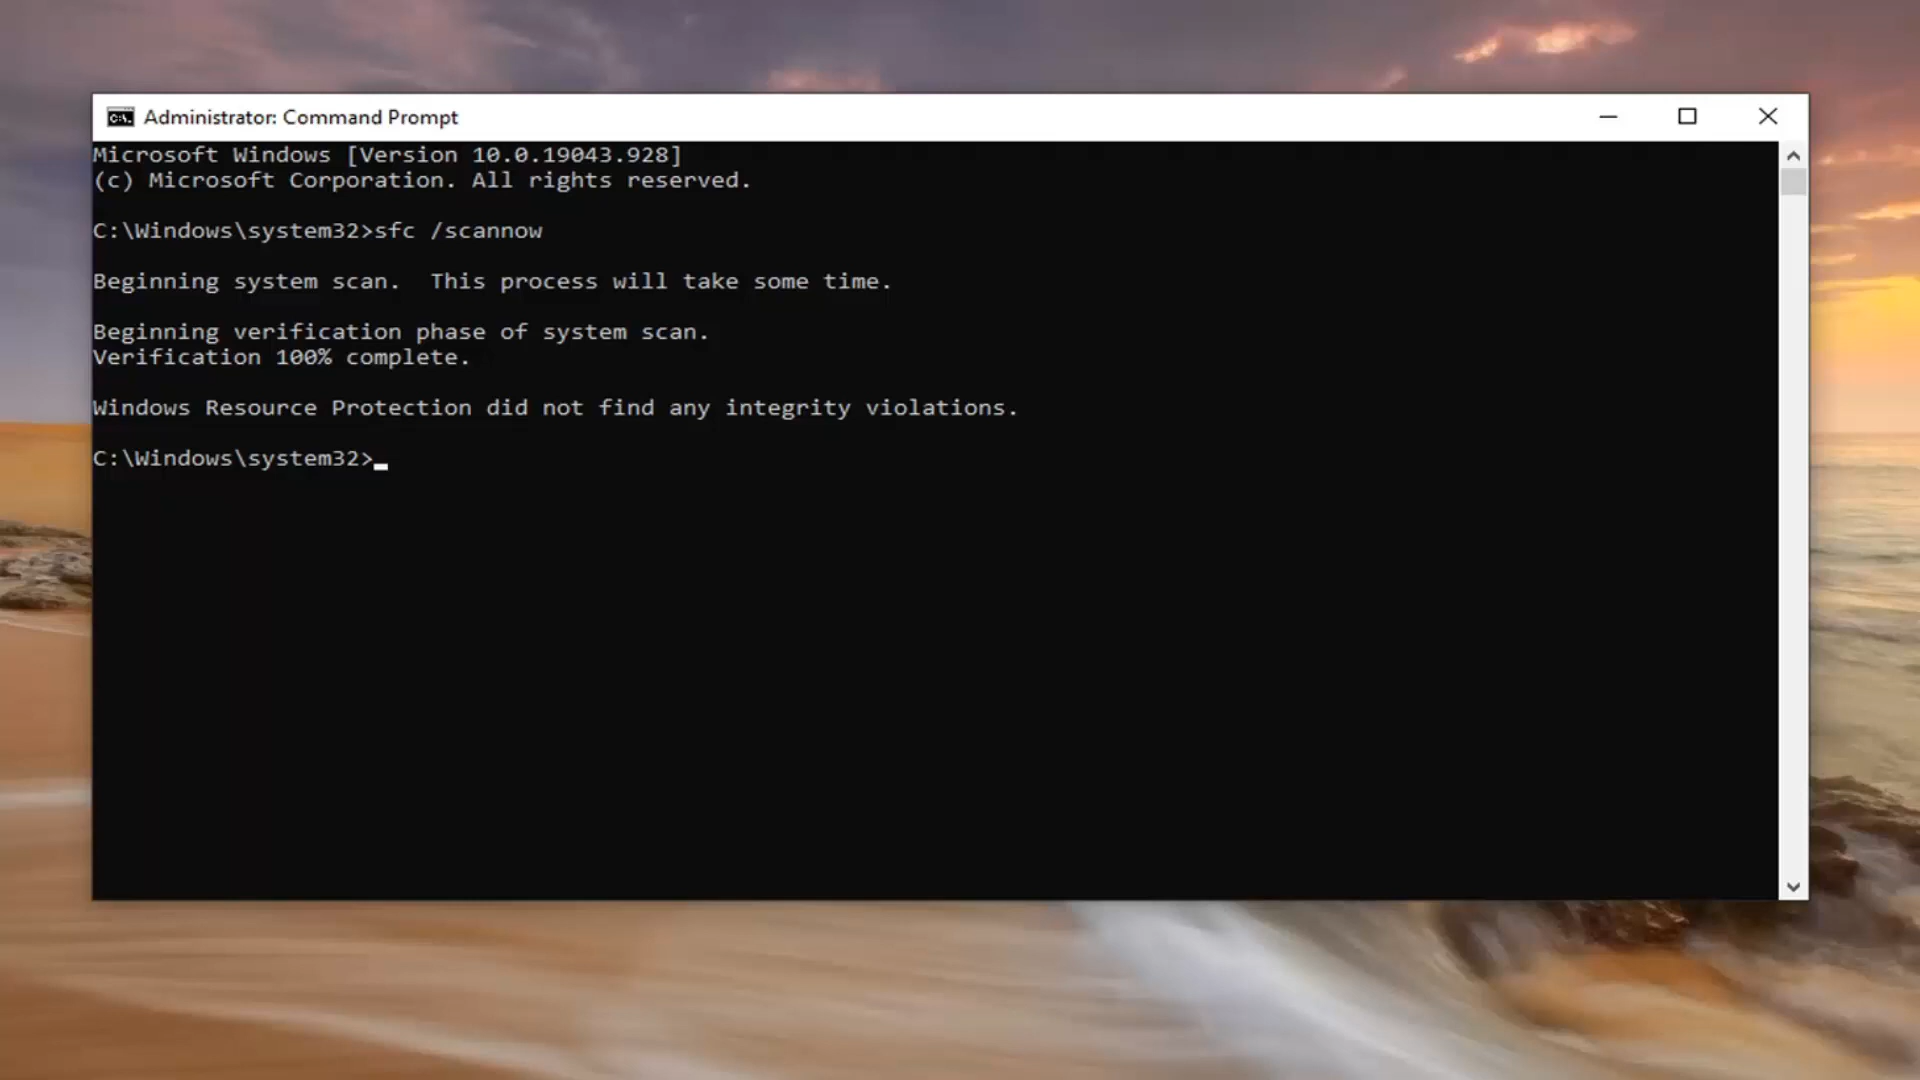 Administrator: Command Prompt
Microsoft Windows [Version 10.0.19043.928]
(c) Microsoft Corporation. All rights reserved.
C:\Windows\system32>sfc /scannow
Beginning system scan.  This process will take some time.
Beginning verification phase of system scan.
Verification 100% complete.
Windows Resource Protection did not find any integrity violations.
C:\Windows\system32>